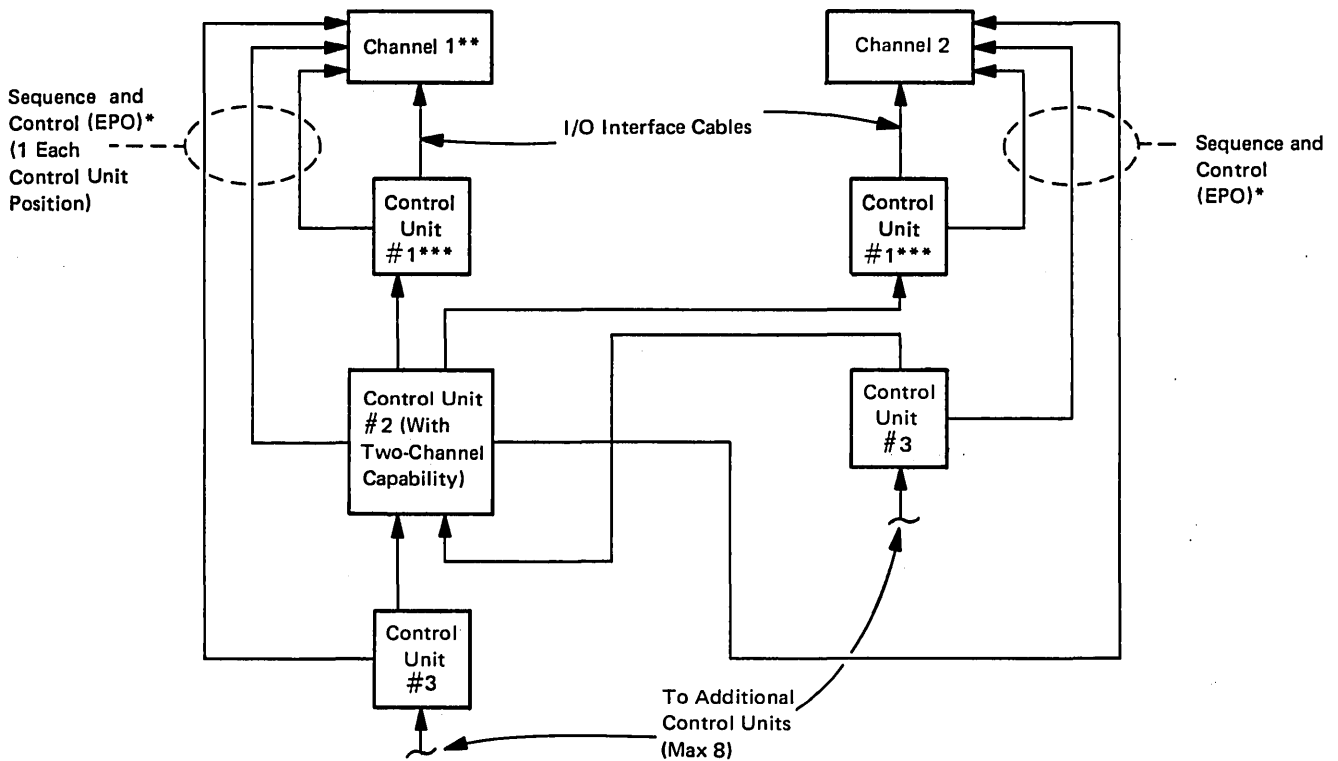 Channel 1**
Channel 2
Sequence and
Control (EPO)*
(1 Each
Control Unit
Position)
I/O Interface Cables
Sequence and
Control
(EPO)*
Control
Unit
#1***
Control
Unit
#1***
Control Unit
#2 (With
Two-Channel
Capability)
Control
Unit
#3
Control
Unit
#3
To Additional
Control Units
(Max 8)